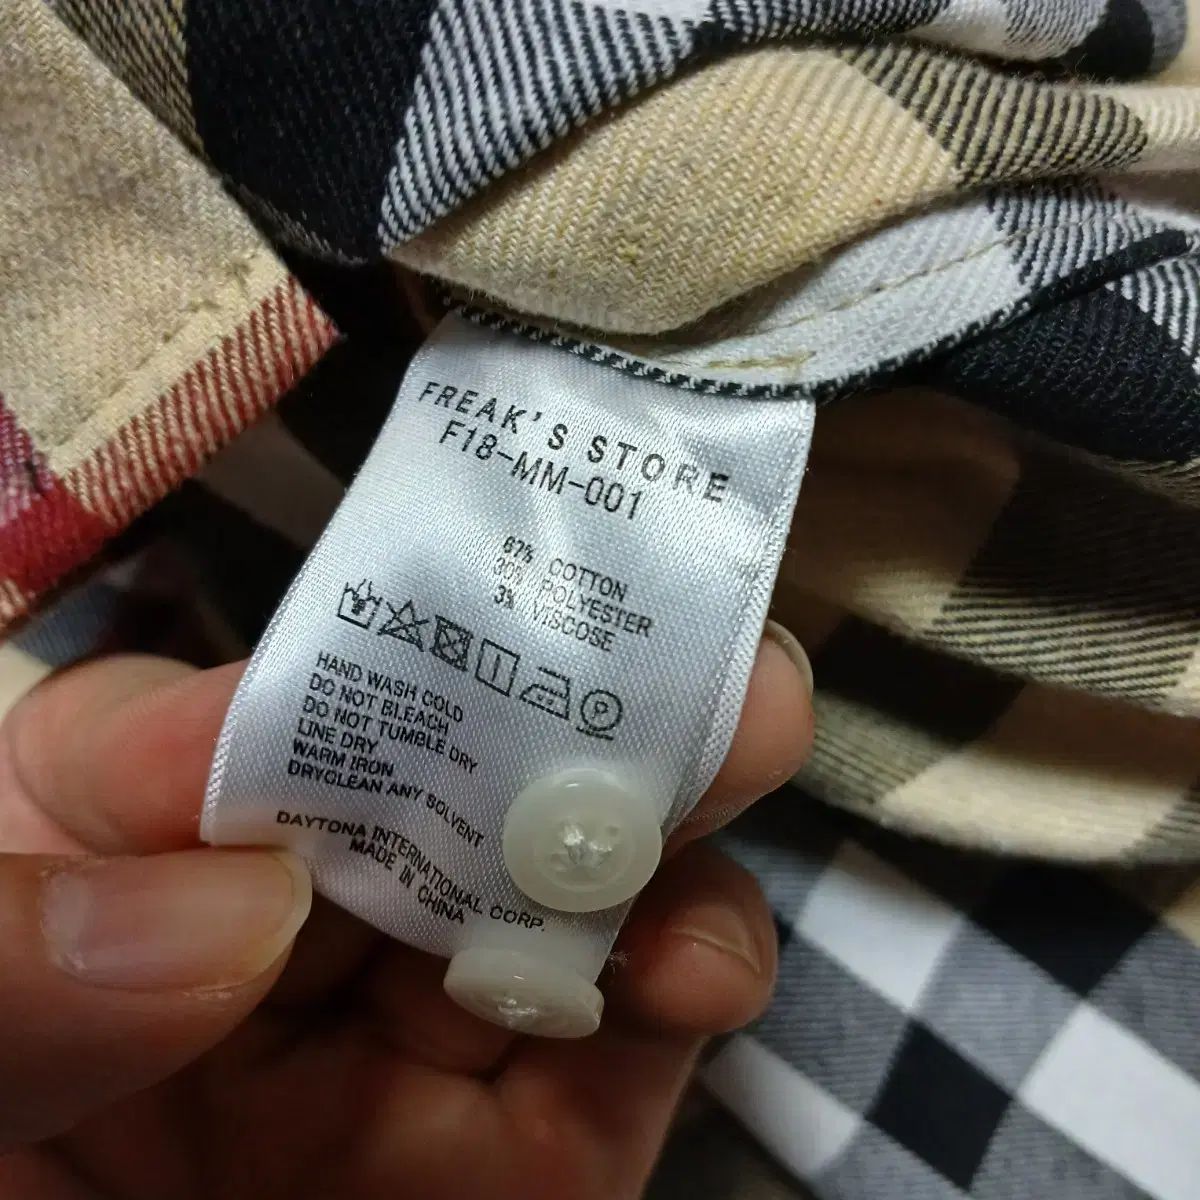 FREAK'S STORE
F18-MM-001
67% COTTON
30% POLYESTER
3% VISCOSE
HAND WASH COLD
DO NOT BLEACH
DO NOT TUMBLE DRY
LINE DRY
WARM IRON
DRYCLEAN ANY SOLVENT
DAYTONA INTERNATIONAL CORP.
MADE IN CHINA